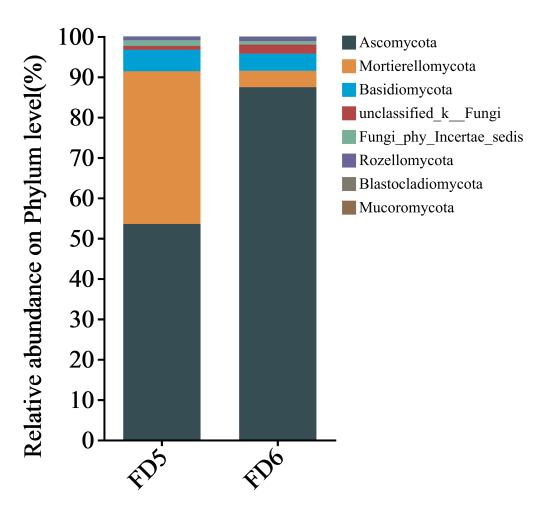 Relative abundance on Phylum level(%)
100
90
80
70
60
50
40
30
20
10
0
FD5
FD6
Ascomycota
Mortierellomycota
Basidiomycota
unclassified_k__Fungi
Fungi_phy_Incertae_sedis
Rozellomycota
Blastocladiomycota
Mucoromycota